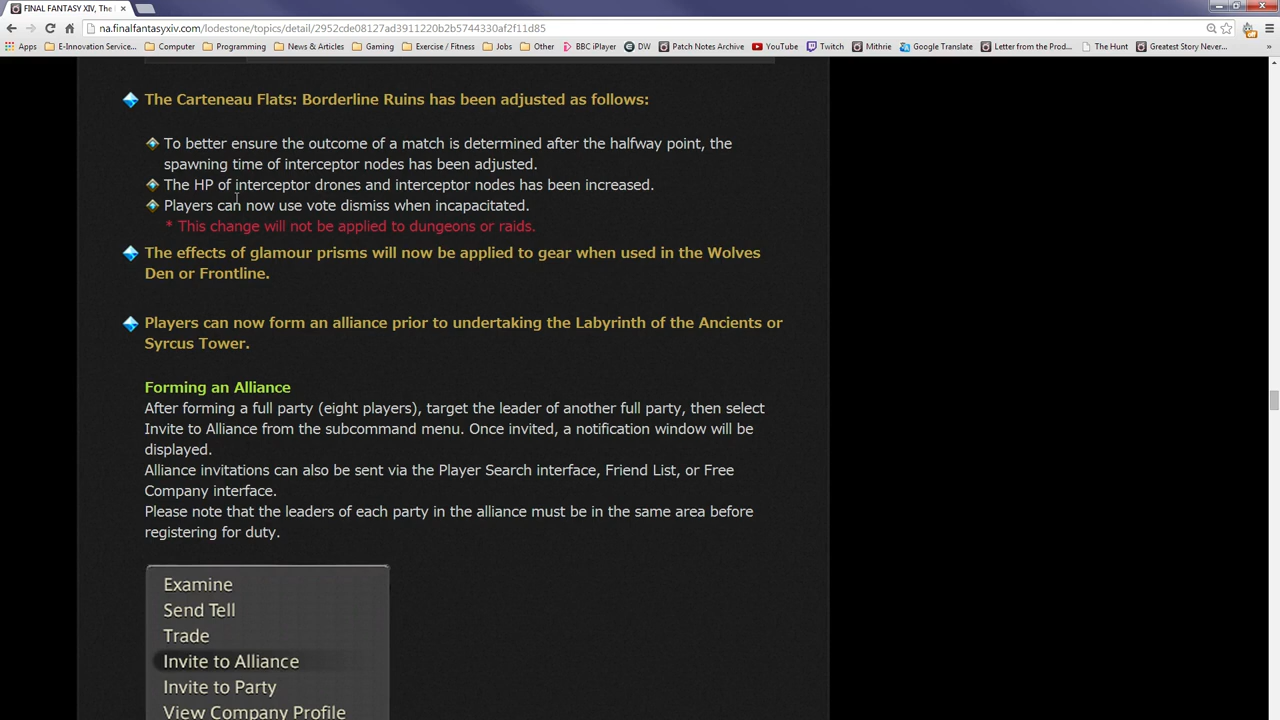 FINAL FANTASY XIV, The
na.finalfantasyxiv.com/lodestone/topics/detail/2952cde08127ad3911220b2b5744330af2f11d85
Apps E-Innovation Service... Computer Programming News & Articles Gaming Exercise / Fitness Jobs Other BBC iPlayer DW Patch Notes Archive YouTube Twitch Mithrie Google Translate Letter from the Prod... The Hunt Greatest Story Never... »
The Carteneau Flats: Borderline Ruins has been adjusted as follows:
To better ensure the outcome of a match is determined after the halfway point, the
spawning time of interceptor nodes has been adjusted.
The HP of interceptor drones and interceptor nodes has been increased.
Players can now use vote dismiss when incapacitated.
* This change will not be applied to dungeons or raids.
The effects of glamour prisms will now be applied to gear when used in the Wolves
Den or Frontline.
Players can now form an alliance prior to undertaking the Labyrinth of the Ancients or
Syrcus Tower.
Forming an Alliance
After forming a full party (eight players), target the leader of another full party, then select
Invite to Alliance from the subcommand menu. Once invited, a notification window will be
displayed.
Alliance invitations can also be sent via the Player Search interface, Friend List, or Free
Company interface.
Please note that the leaders of each party in the alliance must be in the same area before
registering for duty.
Examine
Send Tell
Trade
Invite to Alliance
Invite to Party
View Company Profile